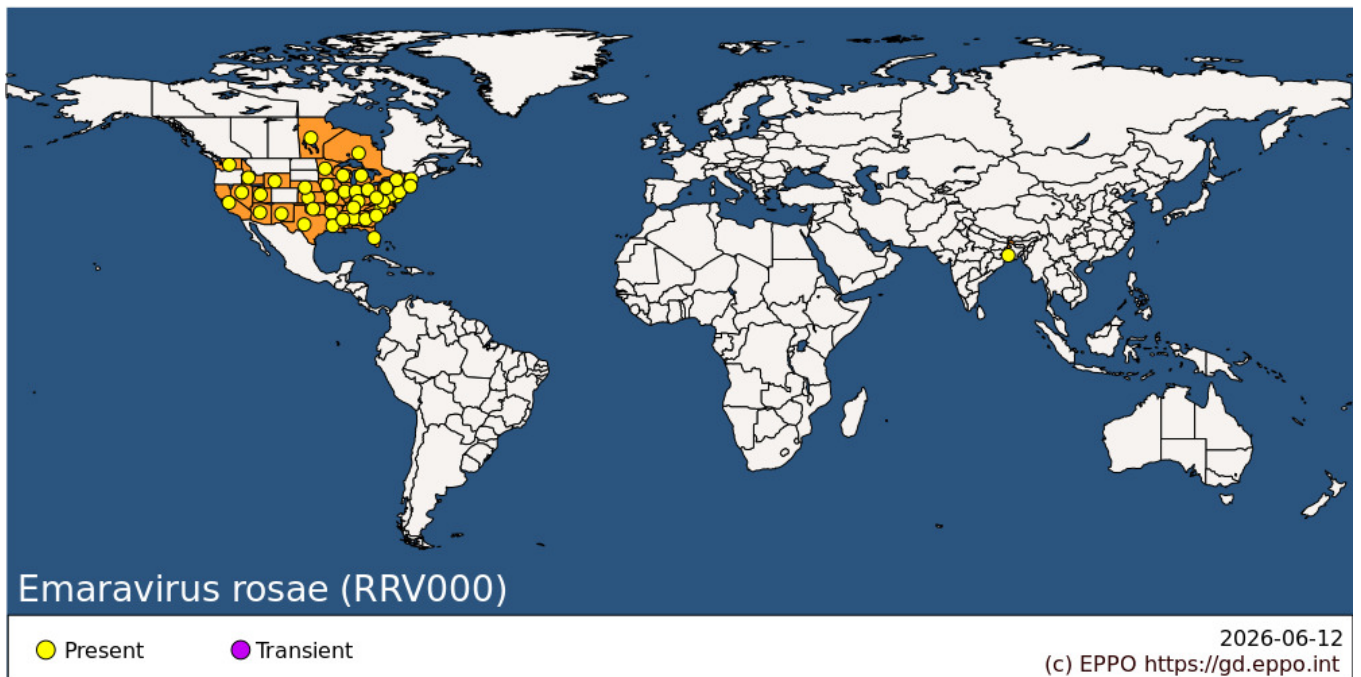 Emaravirus rosae (RRV000)
Present
Transient
2026-06-12
(c) EPPO https://gd.eppo.int